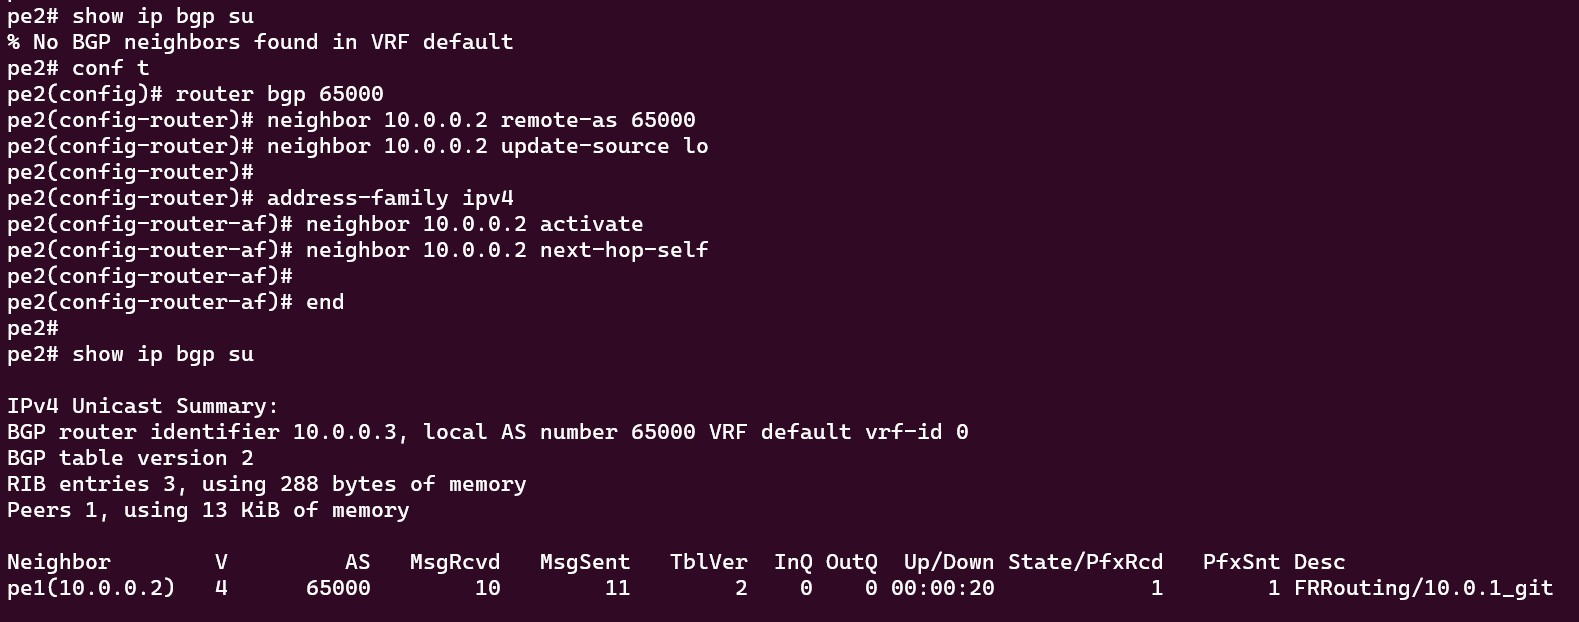 pe2# show ip bgp su
% No BGP neighbors found in VRF default
pe2# conf t
pe2(config)# router bgp 65000
pe2(config-router)# neighbor 10.0.0.2 remote-as 65000
pe2(config-router)# neighbor 10.0.0.2 update-source lo
pe2(config-router)#
pe2(config-router)# address-family ipv4
pe2(config-router-af)# neighbor 10.0.0.2 activate
pe2(config-router-af)# neighbor 10.0.0.2 next-hop-self
pe2(config-router-af)#
pe2(config-router-af)# end
pe2#
pe2# show ip bgp su
IPv4 Unicast Summary:
BGP router identifier 10.0.0.3, local AS number 65000 VRF default vrf-id 0
BGP table version 2
RIB entries 3, using 288 bytes of memory
Peers 1, using 13 KiB of memory
Neighbor        V         AS   MsgRcvd   MsgSent   TblVer  InQ OutQ  Up/Down State/PfxRcd   PfxSnt Desc
pe1(10.0.0.2)   4      65000        10        11        2    0    0 00:00:20            1        1 FRRouting/10.0.1_git